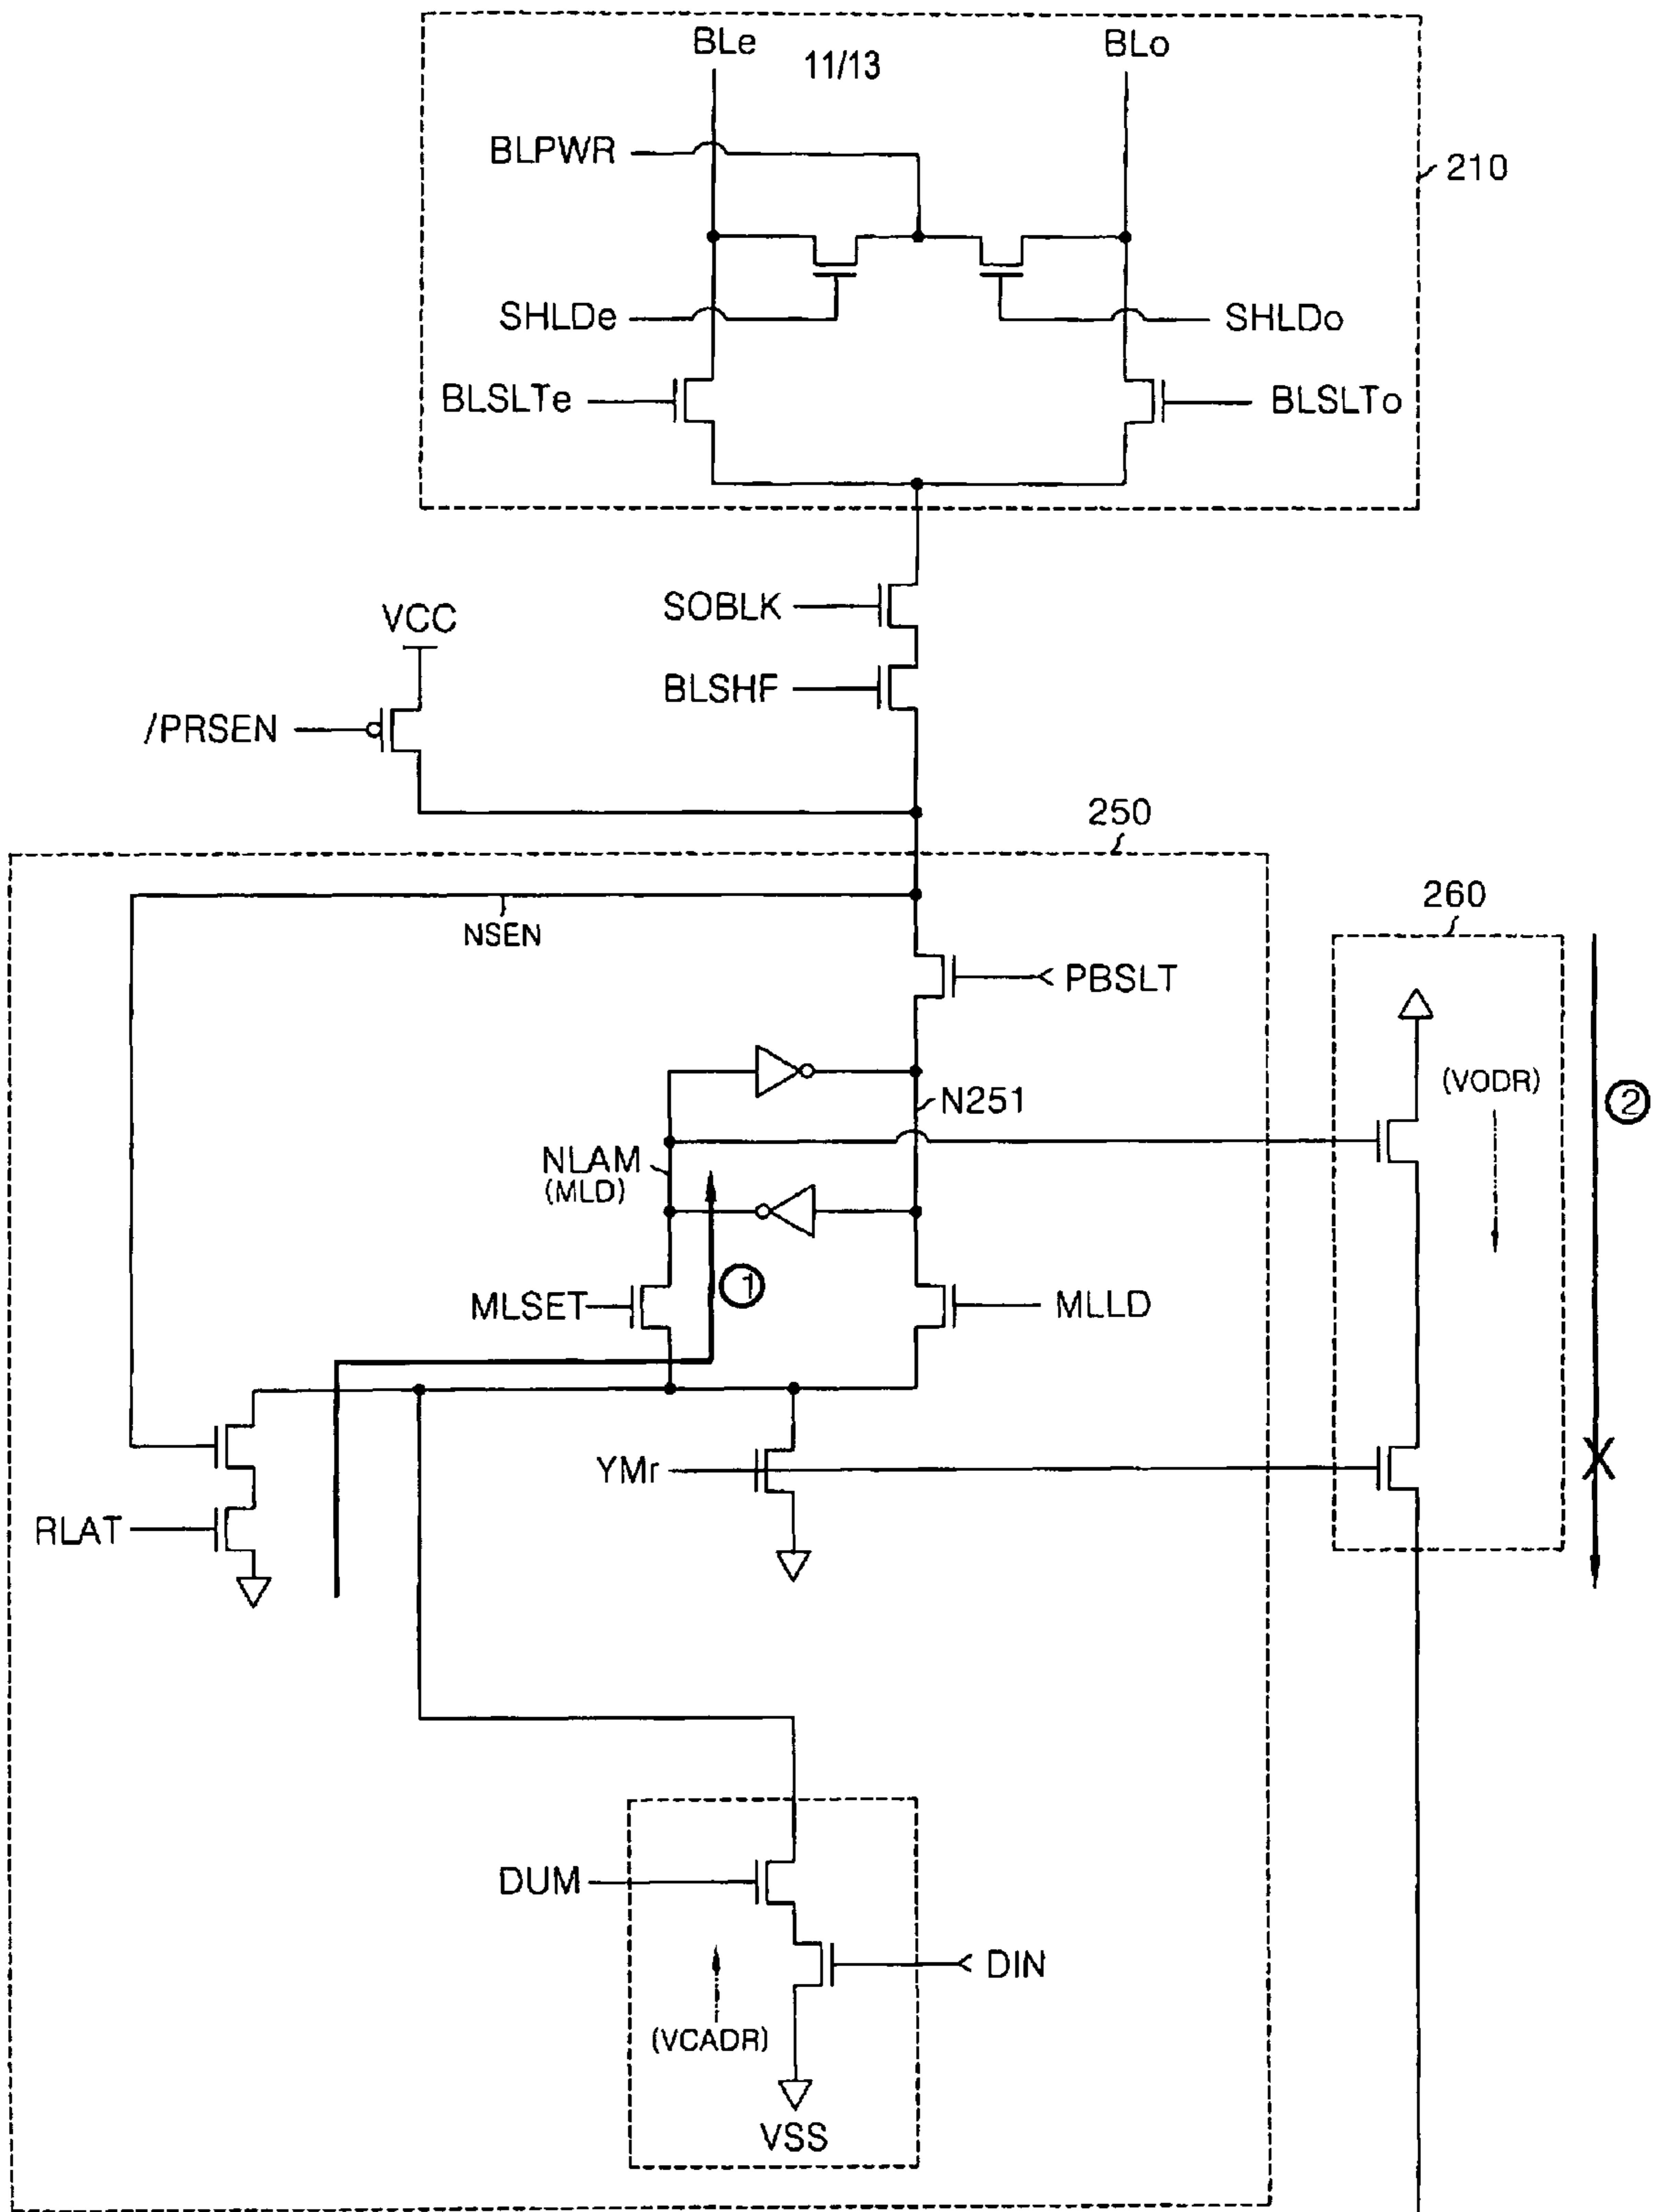 BLe
BLo
11/13
BLPWR
210
SHLDe
SHLDo
BLSLTe
BLSLTo
SOBLK
VCC
BLSHF
/PRSEN
250
260
NSEN
PBSLT
(VODR)
②
N251
NLAM
(MLD)
①
MLSET
MLLD
YMr
X
RLAT
DUM
DIN
(VCADR)
VSS